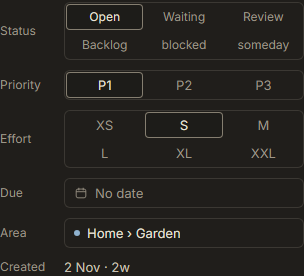 Status Open Waiting Review
Backlog blocked someday
Priority P1 P2 P3
Effort XS S M
L XL XXL
Due No date
Area Home › Garden
Created 2 Nov · 2w